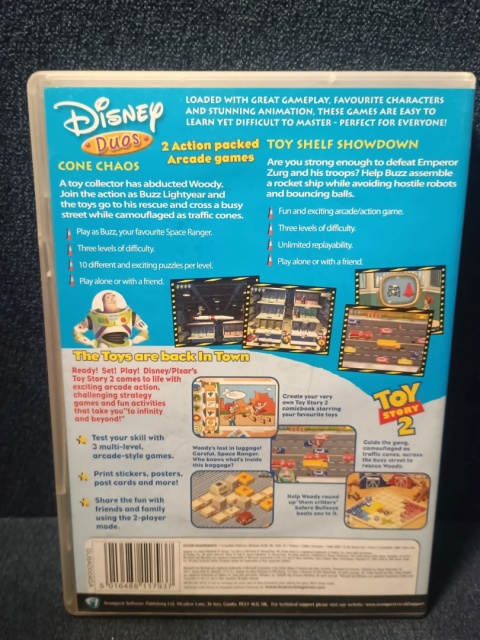 Disney
Duos
LOADED WITH GREAT GAMEPLAY, FAVOURITE CHARACTERS
AND STUNNING ANIMATION, THESE GAMES ARE EASY TO
LEARN YET DIFFICULT TO MASTER - PERFECT FOR EVERYONE!
2 Action packed
Arcade games
CONE CHAOS
A toy collector has abducted Woody.
Join the action as Buzz Lightyear and
the toys go to his rescue and cross a busy
street while camouflaged as traffic cones.
Play as Buzz, your favourite Space Ranger.
Three levels of difficulty.
10 different and exciting puzzles per level.
Play alone or with a friend.
TOY SHELF SHOWDOWN
Are you strong enough to defeat Emperor
Zurg and his troops? Help Buzz assemble
a rocket ship while avoiding hostile robots
and bouncing balls.
Fun and exciting arcade/action game.
Three levels of difficulty.
Unlimited replayability.
Play alone or with a friend.
The Toys are back In Town
Ready! Set! Play! Disney/Pixar's
Toy Story 2 comes to life with
exciting arcade action,
challenging strategy
games and fun activities
that take you"to infinity
and beyond!"
Test your skill with
3 multi-level,
arcade-style games.
Print stickers, posters,
post cards and more!
Share the fun with
friends and family
using the 2-player
mode.
Create your very
own Toy Story 2
comicbook starring
your favourite toys
TOY
STORY
2
Woody's lost in luggage!
Careful, Space Ranger.
Who knows what's inside
this baggage?
Guide the gang,
camouflaged as
traffic cones, across
the busy street to
rescue Woody.
Help Woody round
up "them critters"
before Bullseye
beats you to it.
5 016488 117937